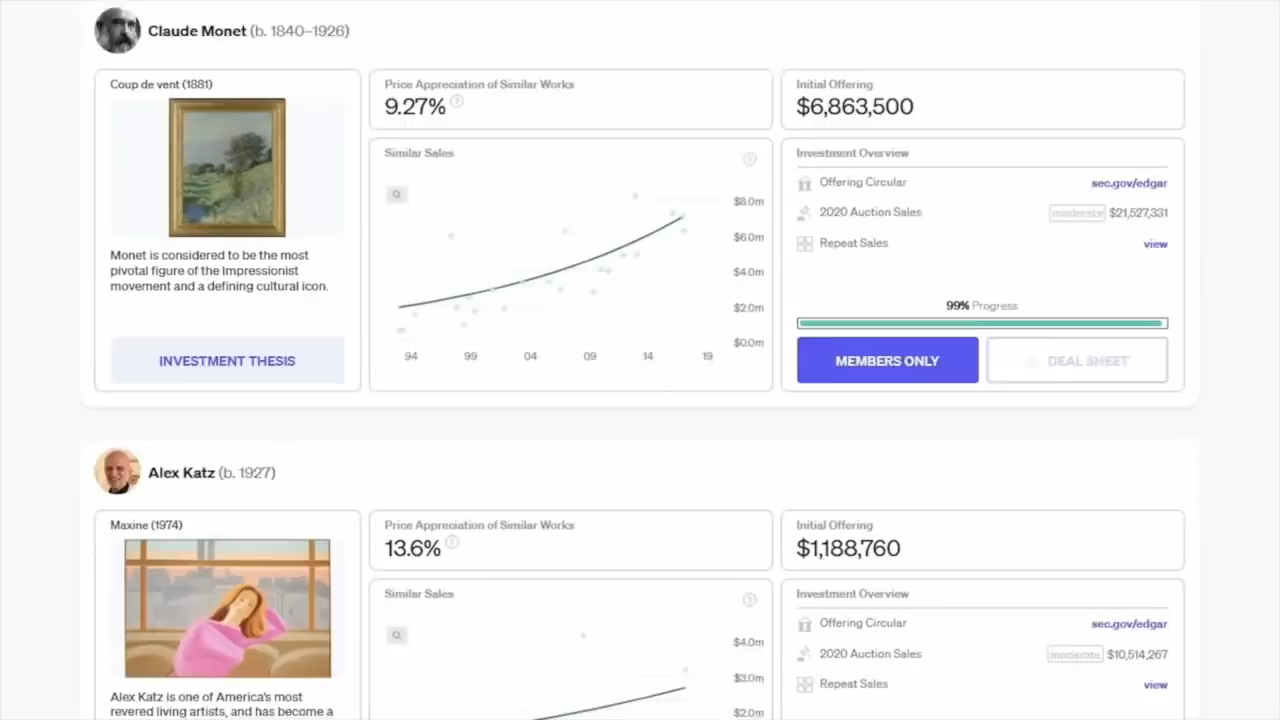 Claude Monet (b. 1840–1926)
Coup de vent (1881)
Monet is considered to be the most
pivotal figure of the Impressionist
movement and a defining cultural icon.
INVESTMENT THESIS
Price Appreciation of Similar Works
9.27% ?
Similar Sales
?
$8.0m
$6.0m
$4.0m
$2.0m
$0.0m
94 99 04 09 14 19
Initial Offering
$6,863,500
Investment Overview
Offering Circular sec.gov/edgar
2020 Auction Sales moderate $21,527,331
Repeat Sales view
99% Progress
MEMBERS ONLY DEAL SHEET
Alex Katz (b. 1927)
Maxine (1974)
Alex Katz is one of America's most
revered living artists, and has become a
Price Appreciation of Similar Works
13.6% ?
Similar Sales
?
$4.0m
$3.0m
$2.0m
Initial Offering
$1,188,760
Investment Overview
Offering Circular sec.gov/edgar
2020 Auction Sales moderate $10,514,267
Repeat Sales view